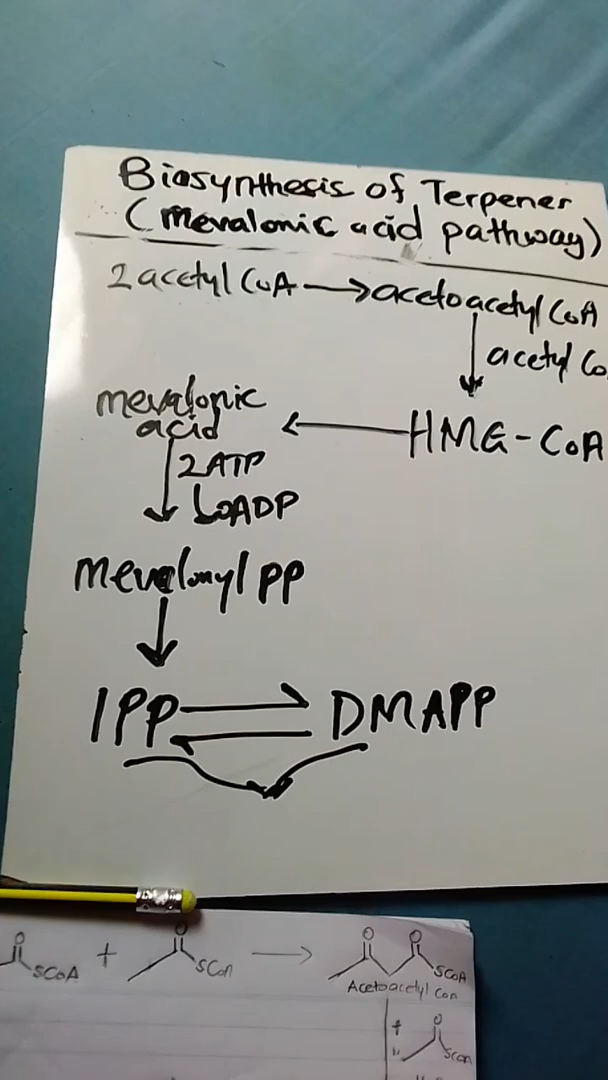 Biosynthesis of Terpener
(mevalonic acid pathway)
2 acetyl CoA → acetoacetyl CoA
acetyl Co
mevalonic
acid
← HMG-CoA
2ATP
2ADP
mevalonyl PP
IPP ⇌ DMAPP
O O O O
SCoA + SCoA → SCoA
Acetoacetyl CoA
+ O
SCoA